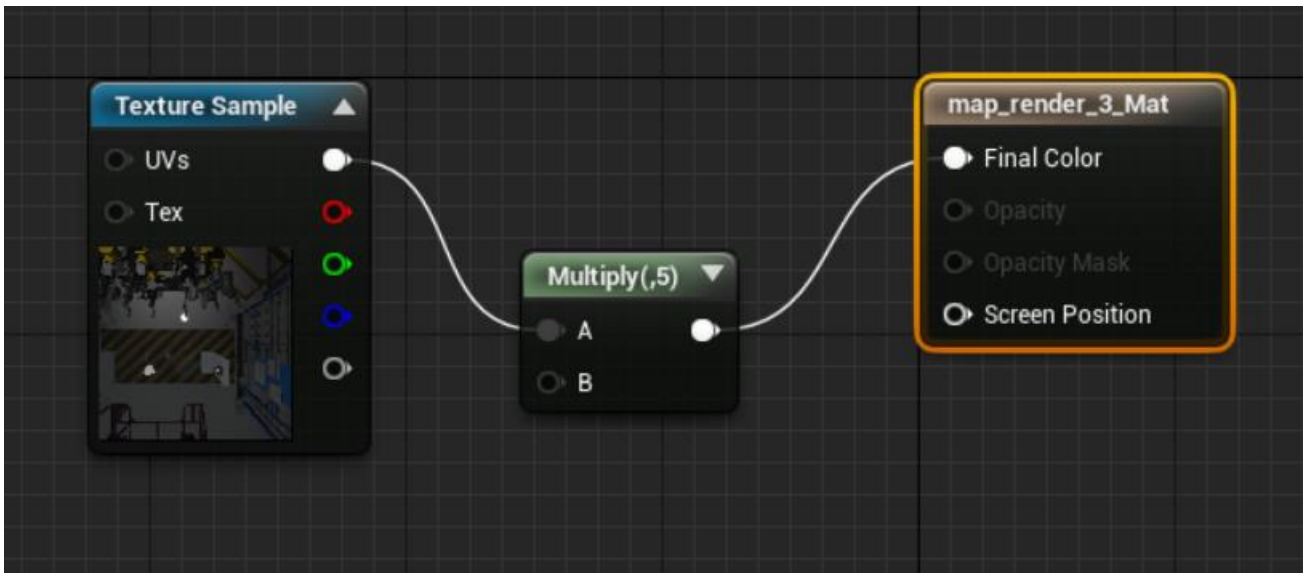 Texture Sample
UVs
Tex
Multiply(,5)
A
B
map_render_3_Mat
Final Color
Opacity
Opacity Mask
Screen Position